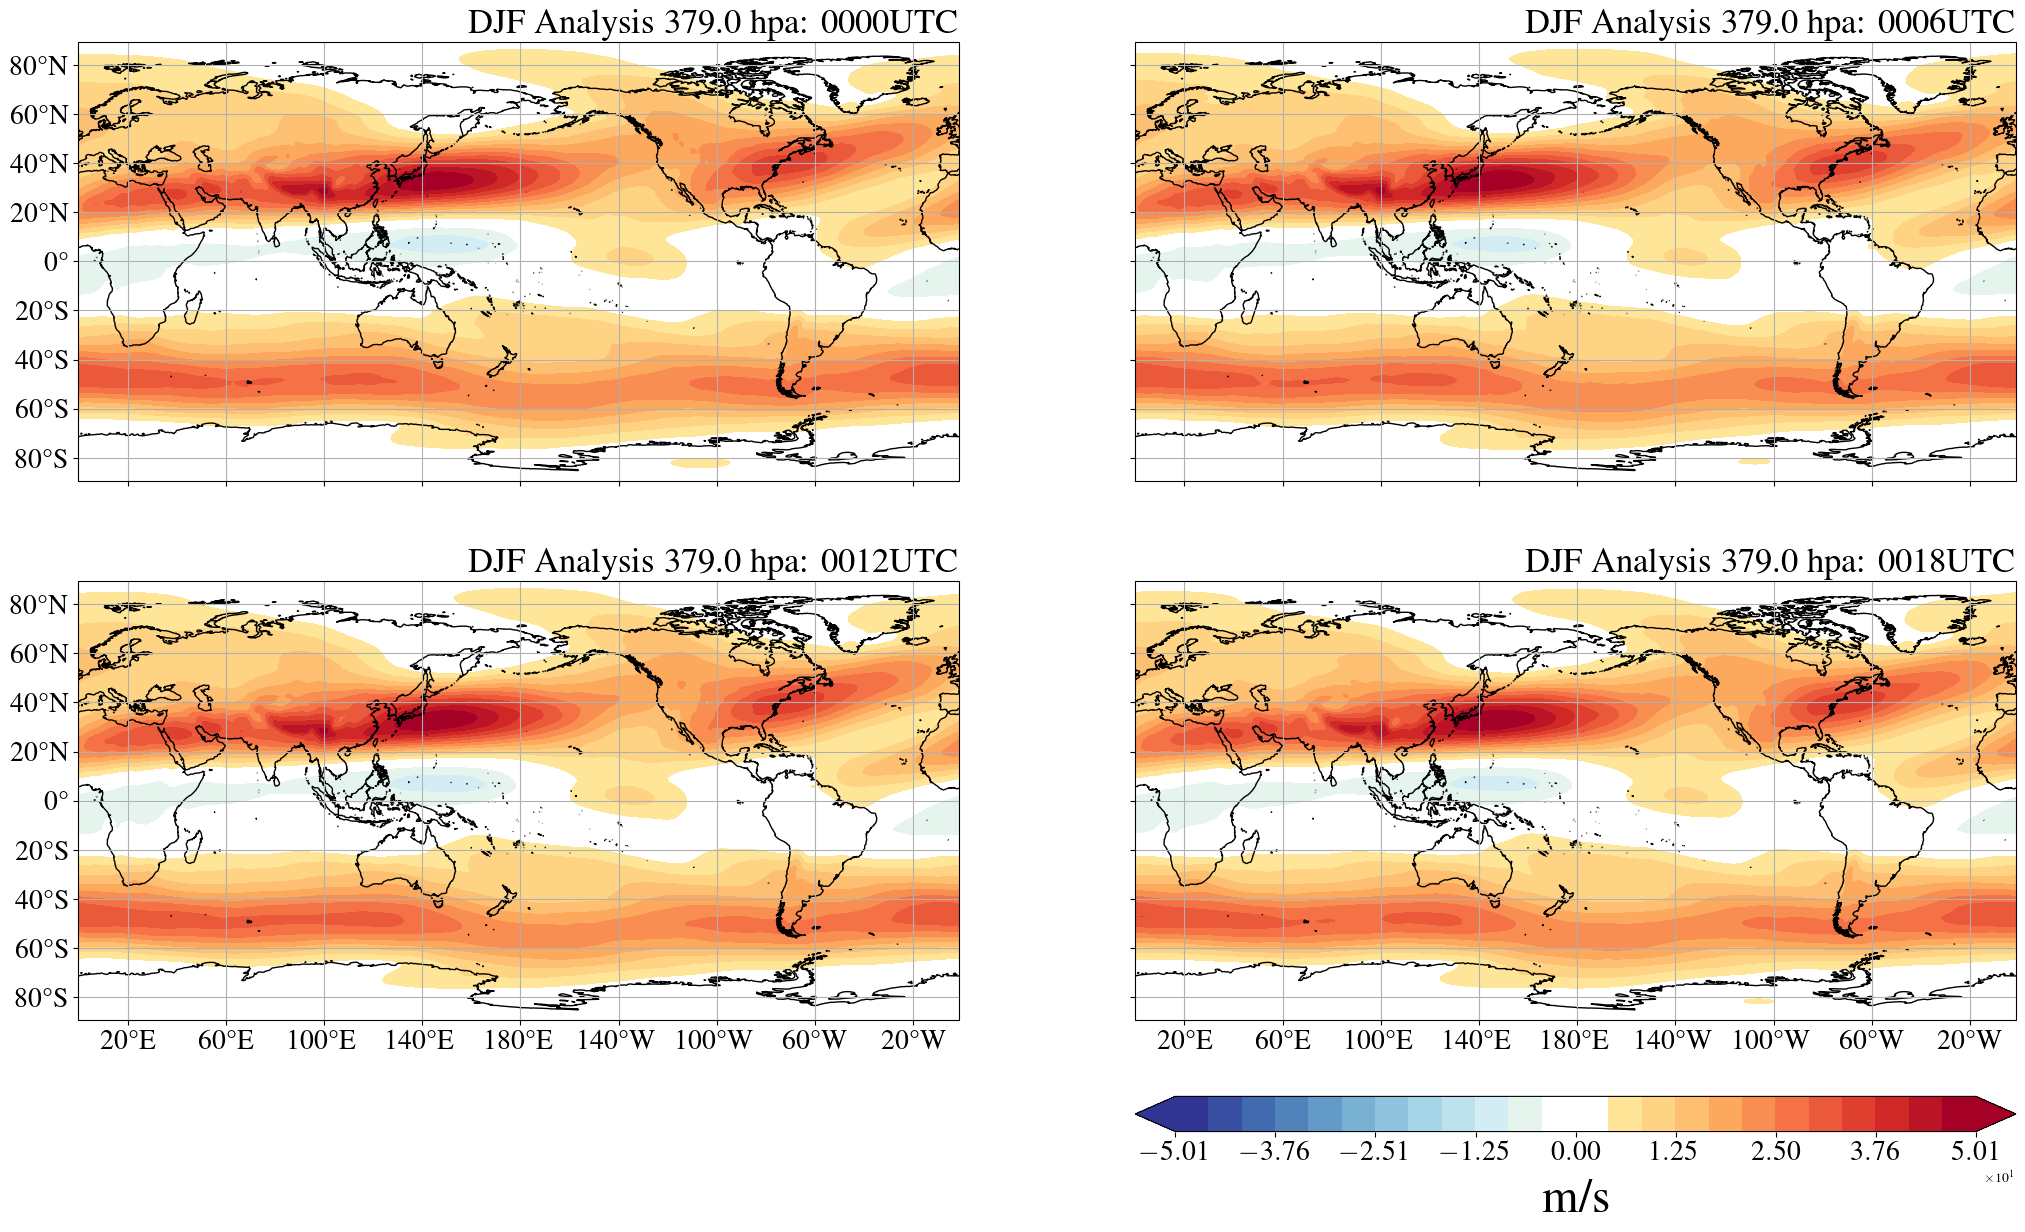 DJF Analysis 379.0 hpa: 0000UTC
DJF Analysis 379.0 hpa: 0006UTC
80°N
60°N
40°N
20°N
0°
20°S
40°S
60°S
80°S
DJF Analysis 379.0 hpa: 0012UTC
DJF Analysis 379.0 hpa: 0018UTC
80°N
60°N
40°N
20°N
0°
20°S
40°S
60°S
80°S
20°E 60°E 100°E 140°E 180°E 140°W 100°W 60°W 20°W
20°E 60°E 100°E 140°E 180°E 140°W 100°W 60°W 20°W
−5.01 −3.76 −2.51 −1.25 0.00 1.25 2.50 3.76 5.01
×10¹
m/s